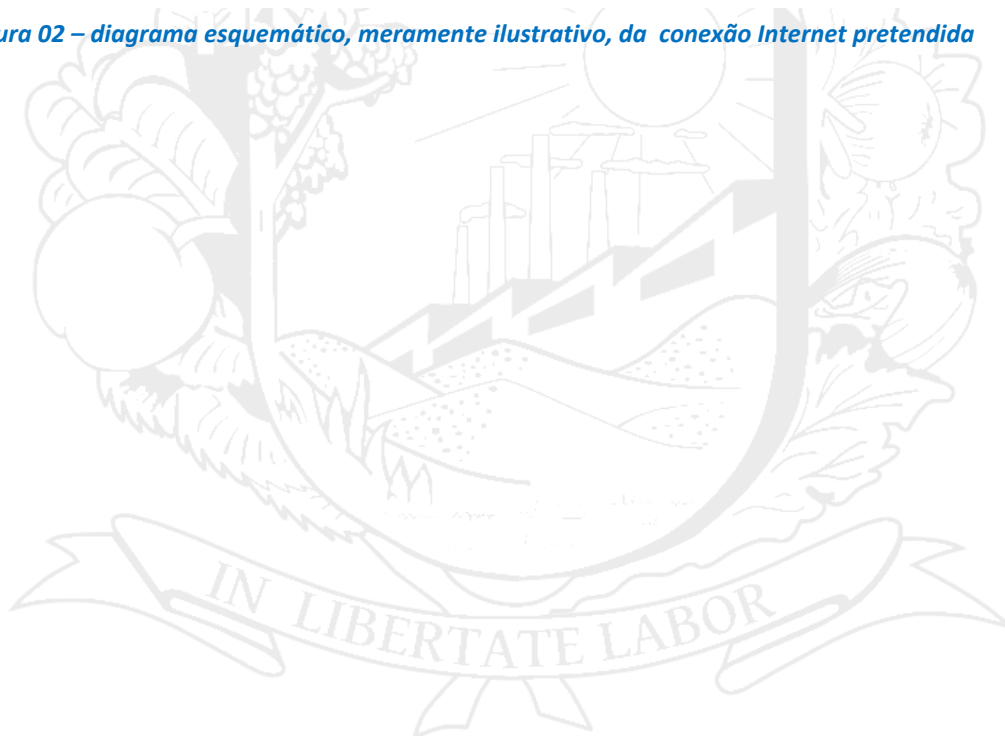 ura 02 – diagrama esquemático, meramente ilustrativo, da conexão Internet pretendida
IN LIBERTATE LABOR